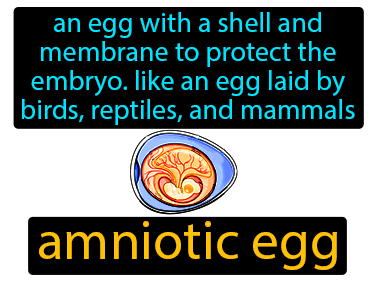 an egg with a shell and
membrane to protect the
embryo. like an egg laid by
birds, reptiles, and mammals
amniotic egg